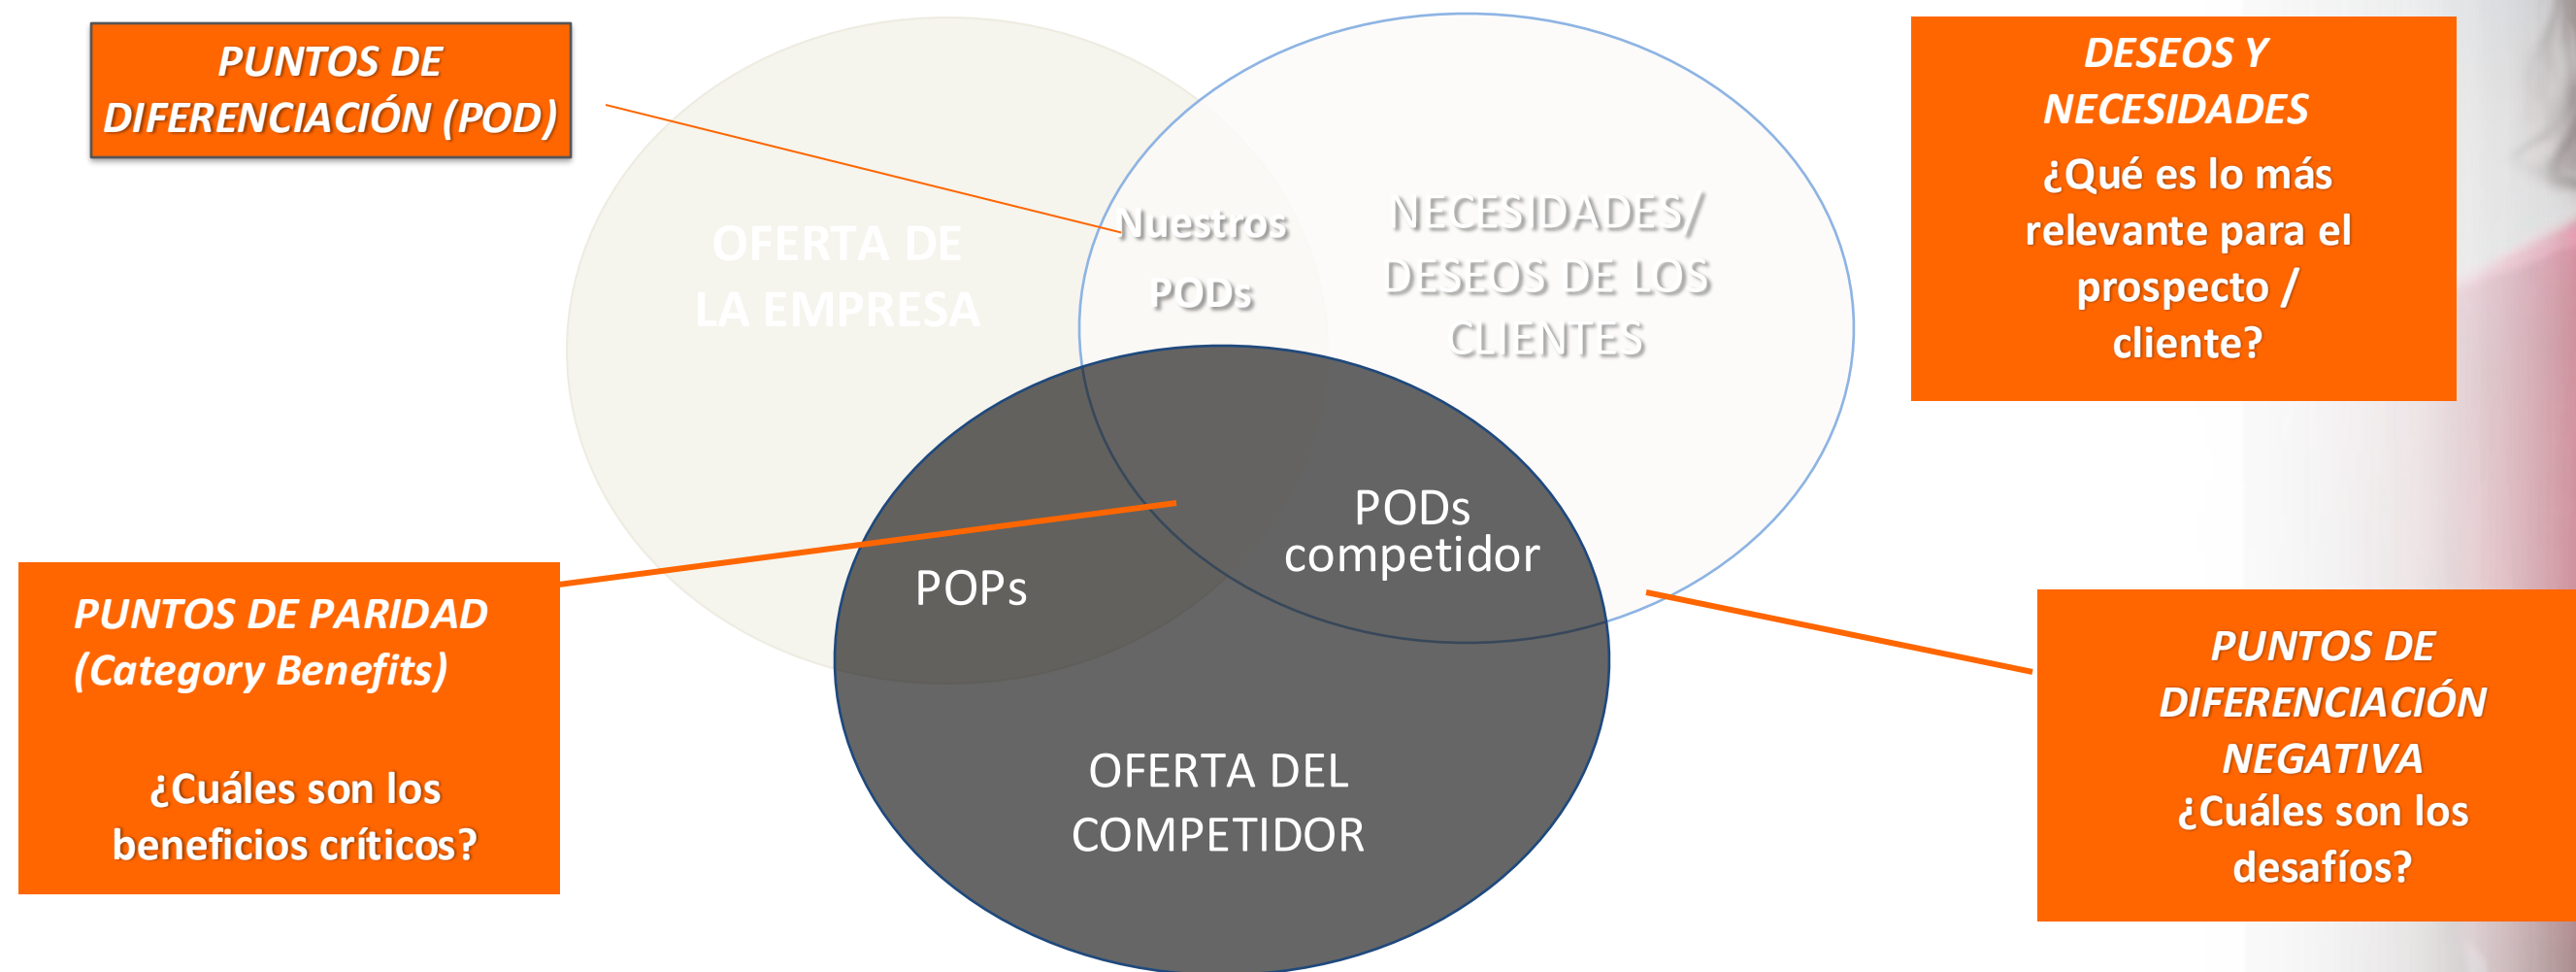 PUNTOS DE
DIFERENCIACIÓN (POD)
OFERTA DE
LA EMPRESA
Nuestros
PODs
NECESIDADES/
DESEOS DE LOS
CLIENTES
DESEOS Y
NECESIDADES
¿Qué es lo más
relevante para el
prospecto /
cliente?
PUNTOS DE PARIDAD
(Category Benefits)
¿Cuáles son los
beneficios críticos?
POPs
PODs
competidor
OFERTA DEL
COMPETIDOR
PUNTOS DE
DIFERENCIACIÓN
NEGATIVA
¿Cuáles son los
desafíos?